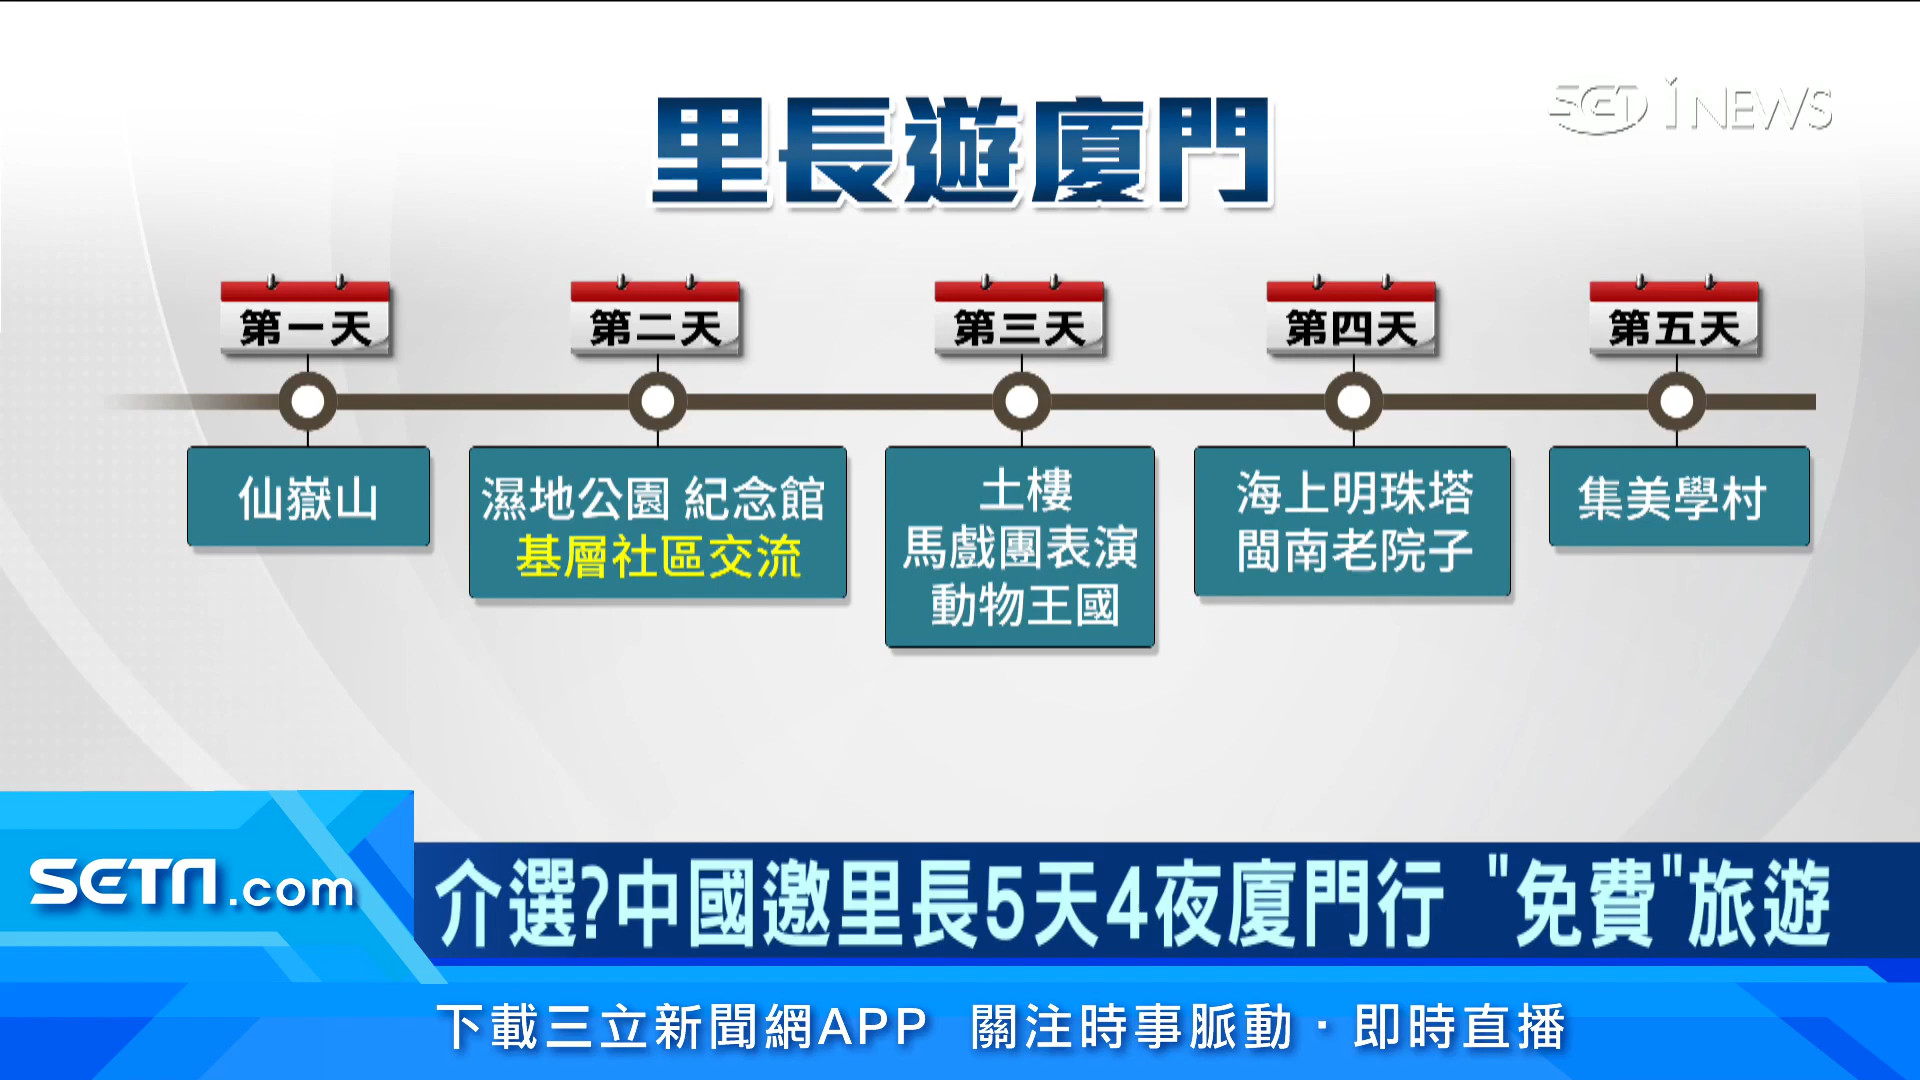 SET iNEWS
里長遊廈門
第一天
第二天
第三天
第四天
第五天
仙嶽山
濕地公園 紀念館
基層社區交流
土樓
馬戲團表演
動物王國
海上明珠塔
閩南老院子
集美學村
SETN.com
介選?中國邀里長5天4夜廈門行 "免費"旅遊
下載三立新聞網APP 關注時事脈動・即時直播